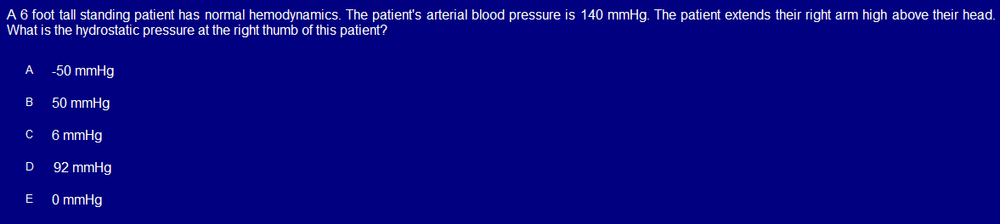 A 6 foot tall standing patient has normal hemodynamics. The patient's arterial blood pressure is 140 mmHg. The patient extends their right arm high above their head.
What is the hydrostatic pressure at the right thumb of this patient?
A -50 mmHg
B 50 mmHg
C 6 mmHg
D 92 mmHg
E 0 mmHg